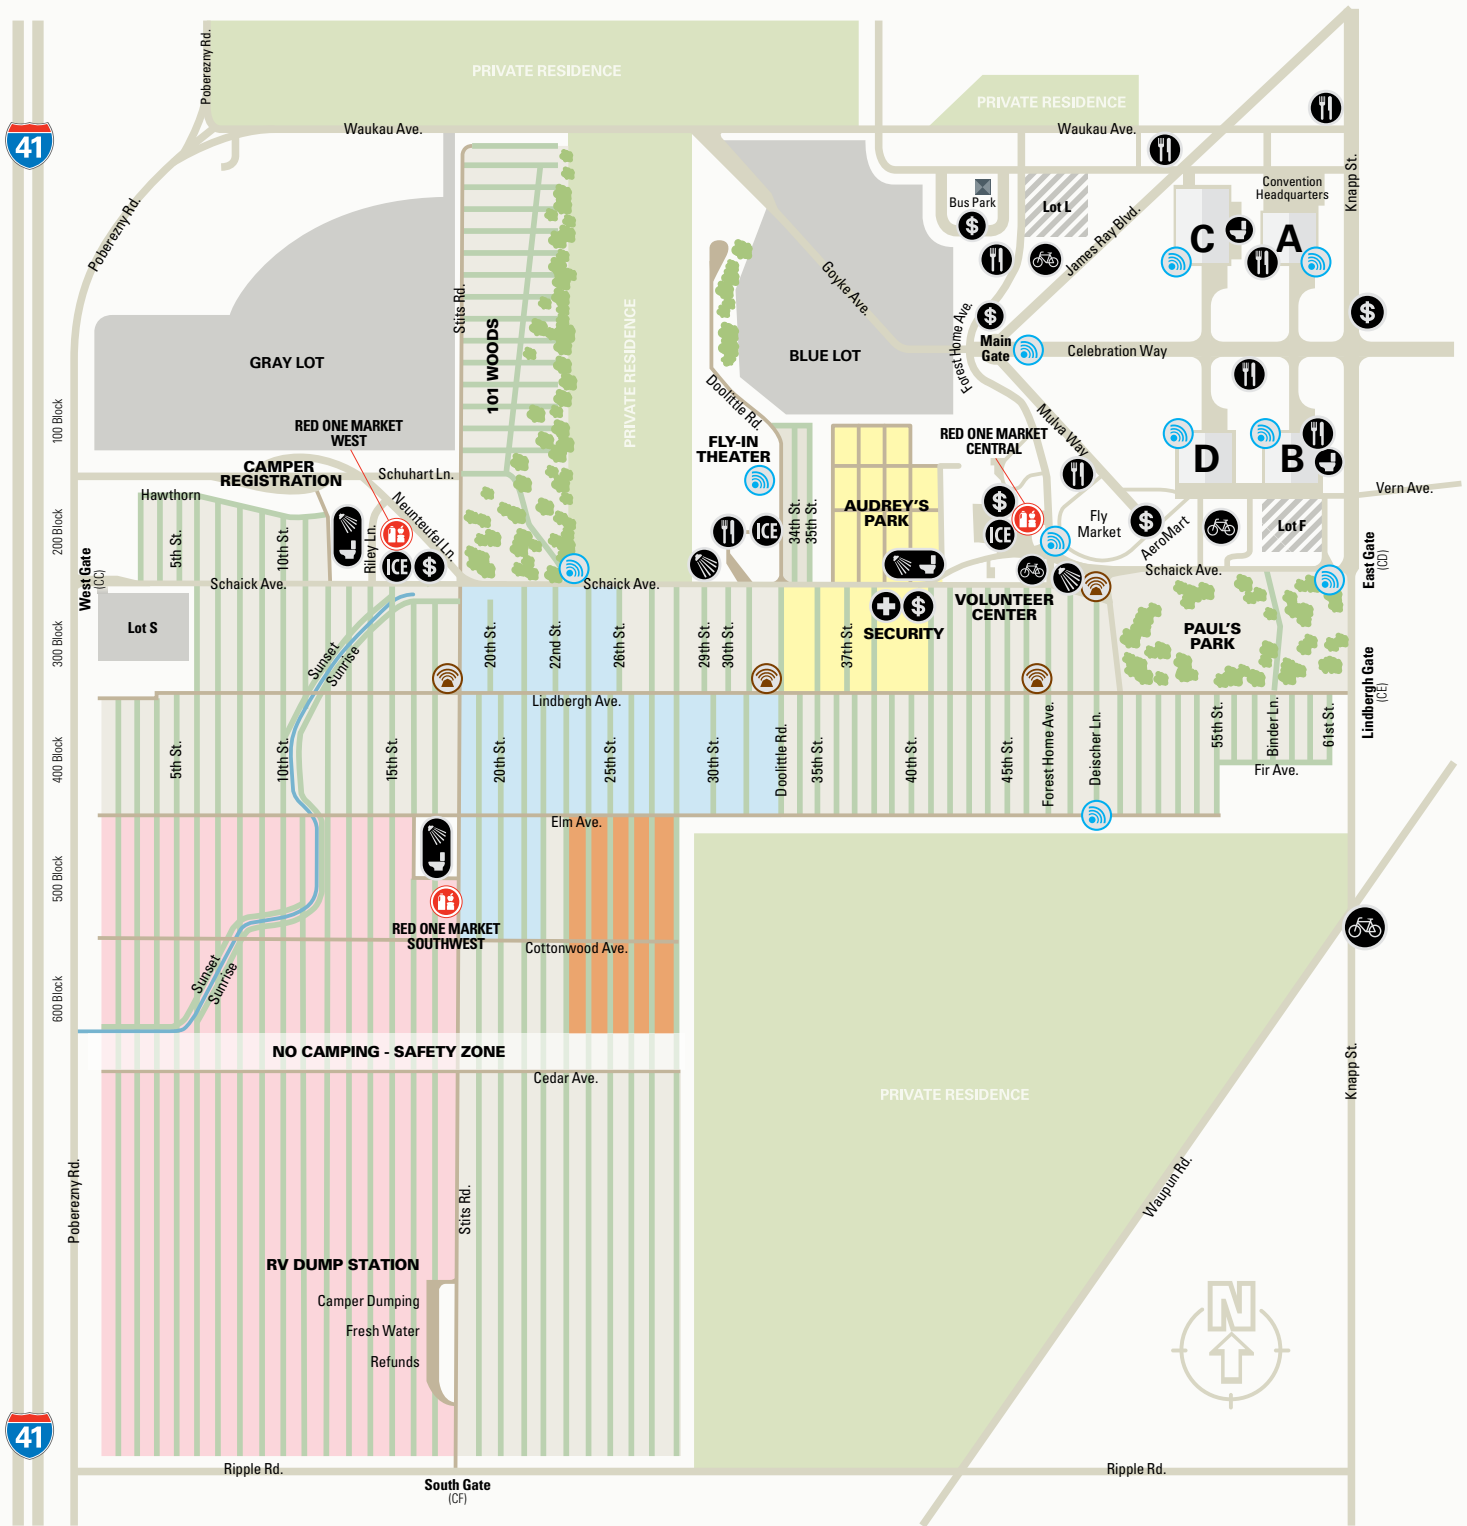 Poberezny Rd.
PRIVATE RESIDENCE
PRIVATE RESIDENCE
41
Waukau Ave.
Waukau Ave.
Knapp St.
Convention
Headquarters
Bus Park
Lot L
$
C
A
James Ray Blvd.
Poberezny Rd.
Goyke Ave.
Stits Rd.
101 WOODS
PRIVATE RESIDENCE
Forest Home Ave.
$
$
Main
Gate
Celebration Way
GRAY LOT
BLUE LOT
Doolittle Rd.
Mulva Way
100 Block
RED ONE MARKET
WEST
FLY-IN
THEATER
RED ONE MARKET
CENTRAL
D
B
CAMPER
REGISTRATION
Schuhart Ln.
Vern Ave.
Hawthorn
Neunteufel Ln.
AUDREY'S
PARK
$
ICE
Fly
Market
$
AeroMart
Lot F
200 Block
5th St.
10th St.
Riley Ln.
ICE
$
ICE
34th St.
35th St.
West Gate
(CC)
Schaick Ave.
Schaick Ave.
Schaick Ave.
East Gate
(CD)
Lot S
$
SECURITY
VOLUNTEER
CENTER
PAUL'S
PARK
300 Block
Sunset
Sunrise
20th St.
22nd St.
26th St.
29th St.
30th St.
37th St.
Lindbergh Gate
(CE)
Lindbergh Ave.
400 Block
5th St.
10th St.
15th St.
20th St.
25th St.
30th St.
Doolittle Rd.
35th St.
40th St.
45th St.
Forest Home Ave.
Deischer Ln.
55th St.
Binder Ln.
61st St.
Fir Ave.
Elm Ave.
500 Block
RED ONE MARKET
SOUTHWEST
Cottonwood Ave.
600 Block
Sunset
Sunrise
NO CAMPING - SAFETY ZONE
Cedar Ave.
PRIVATE RESIDENCE
Knapp St.
Poberezny Rd.
Stits Rd.
Waupun Rd.
RV DUMP STATION
Camper Dumping
Fresh Water
Refunds
N
41
Ripple Rd.
Ripple Rd.
South Gate
(CF)